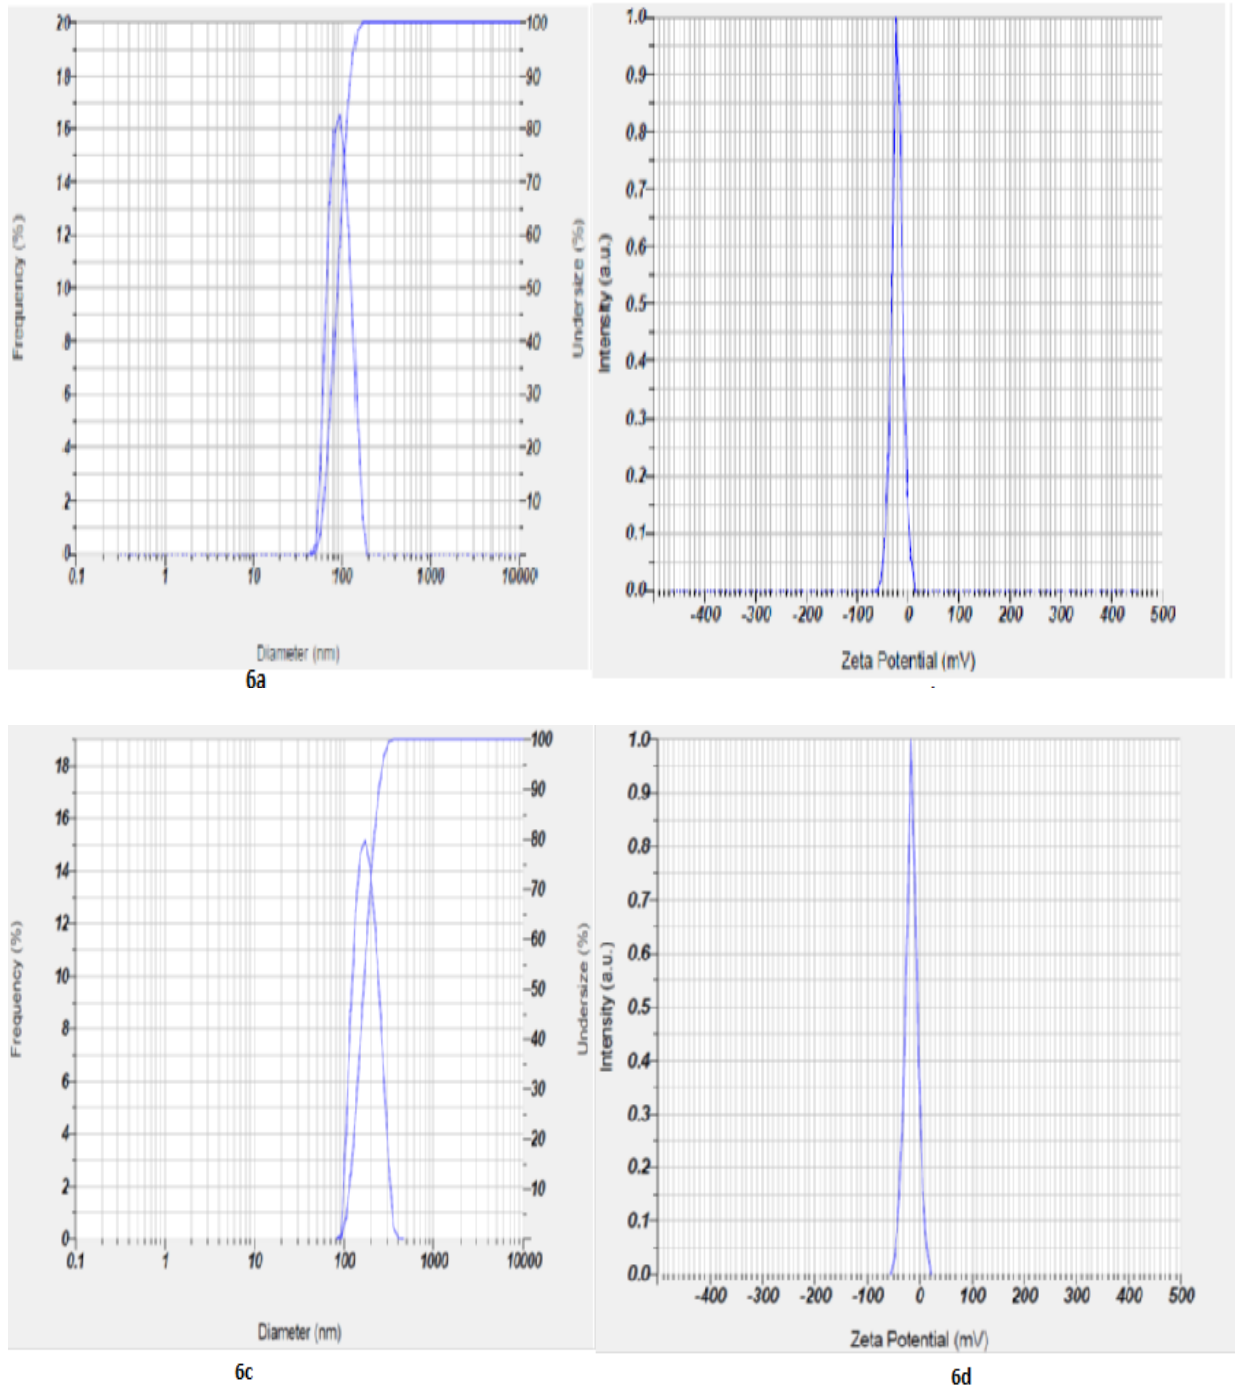 20 18 16 14 12 10 8 6 4 2 0
Frequency (%)
100 90 80 70 60 50 40 30 20 10
Undersize (%)
0.1 1 10 100 1000 10000
Diameter (nm)
6a
1.0 0.9 0.8 0.7 0.6 0.5 0.4 0.3 0.2 0.1 0.0
Intensity (a.u.)
-400 -300 -200 -100 0 100 200 300 400 500
Zeta Potential (mV)
18 16 14 12 10 8 6 4 2 0
Frequency (%)
100 90 80 70 60 50 40 30 20 10
Undersize (%)
0.1 1 10 100 1000 10000
Diameter (nm)
6c
1.0 0.9 0.8 0.7 0.6 0.5 0.4 0.3 0.2 0.1 0.0
Intensity (a.u.)
-400 -300 -200 -100 0 100 200 300 400 500
Zeta Potential (mV)
6d